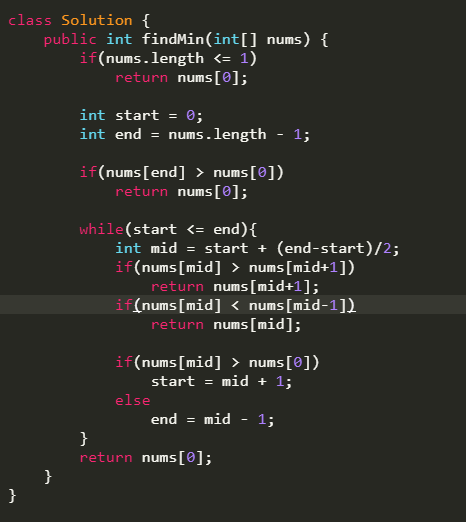 class Solution {
    public int findMin(int[] nums) {
        if(nums.length <= 1)
            return nums[0];

        int start = 0;
        int end = nums.length - 1;

        if(nums[end] > nums[0])
            return nums[0];

        while(start <= end){
            int mid = start + (end-start)/2;
            if(nums[mid] > nums[mid+1])
                return nums[mid+1];
            if(nums[mid] < nums[mid-1])
                return nums[mid];

            if(nums[mid] > nums[0])
                start = mid + 1;
            else
                end = mid - 1;
        }
        return nums[0];
    }
}